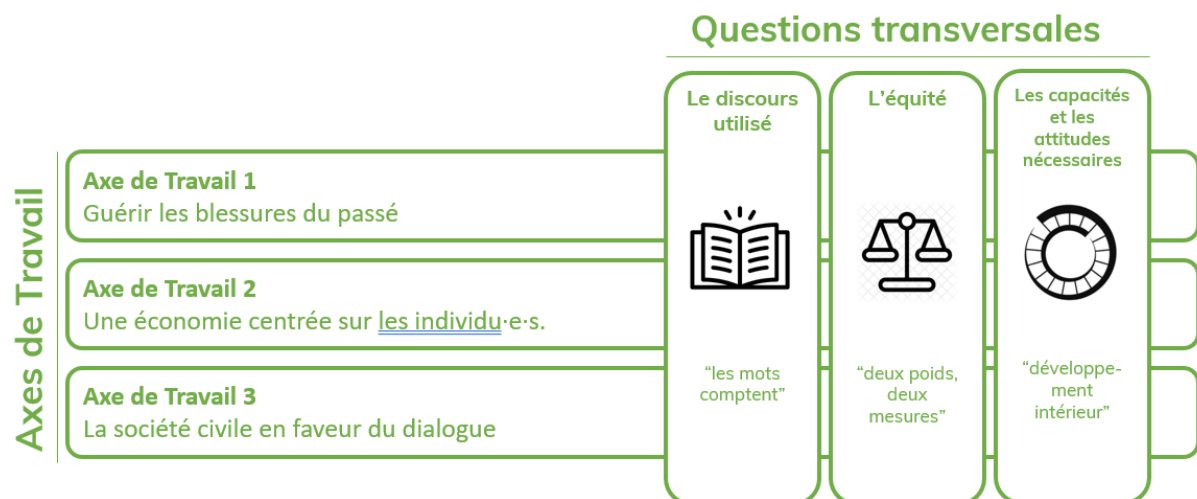 Questions transversales
Le discours
utilisé
L'équité
Les capacités
et les
attitudes
nécessaires
Axes de Travail
Axe de Travail 1
Guérir les blessures du passé
Axe de Travail 2
Une économie centrée sur les individu·e·s.
Axe de Travail 3
La société civile en faveur du dialogue
“les mots
comptent”
“deux poids,
deux
mesures”
“développe-
ment
intérieur”